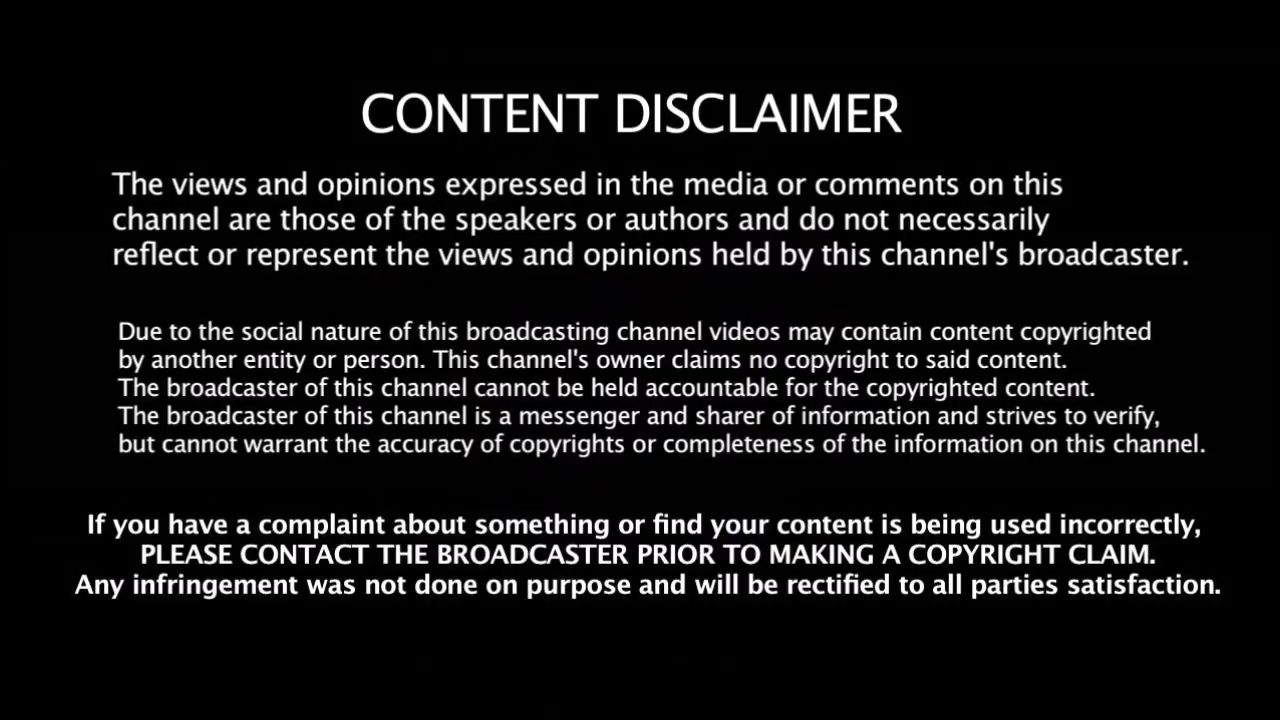 CONTENT DISCLAIMER
The views and opinions expressed in the media or comments on this
channel are those of the speakers or authors and do not necessarily
reflect or represent the views and opinions held by this channel's broadcaster.
Due to the social nature of this broadcasting channel videos may contain content copyrighted
by another entity or person. This channel's owner claims no copyright to said content.
The broadcaster of this channel cannot be held accountable for the copyrighted content.
The broadcaster of this channel is a messenger and sharer of information and strives to verify,
but cannot warrant the accuracy of copyrights or completeness of the information on this channel.
If you have a complaint about something or find your content is being used incorrectly,
PLEASE CONTACT THE BROADCASTER PRIOR TO MAKING A COPYRIGHT CLAIM.
Any infringement was not done on purpose and will be rectified to all parties satisfaction.